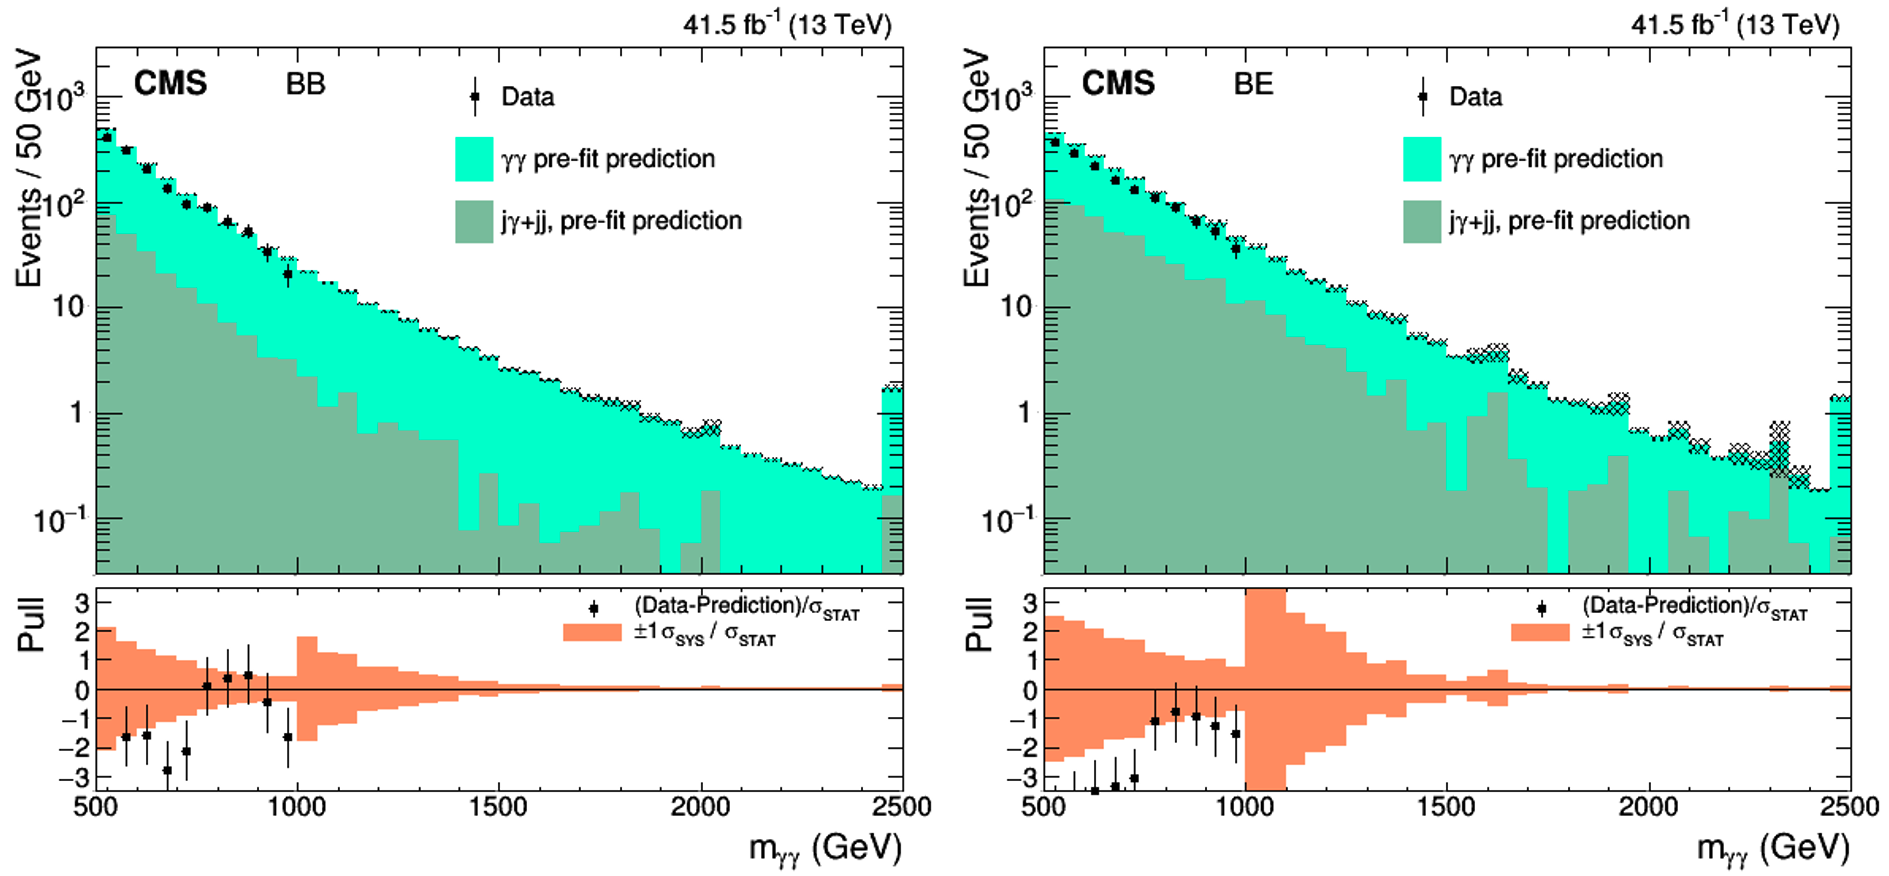 41.5 fb⁻¹ (13 TeV)
CMS BB
Data
γγ pre-fit prediction
jγ+jj, pre-fit prediction
Events / 50 GeV
10³
10²
10
1
10⁻¹
(Data-Prediction)/σSTAT
±1σSYS / σSTAT
Pull
3
2
1
0
−1
−2
−3
500 1000 1500 2000 2500
mγγ (GeV)
41.5 fb⁻¹ (13 TeV)
CMS BE
Data
γγ pre-fit prediction
jγ+jj, pre-fit prediction
Events / 50 GeV
10³
10²
10
1
10⁻¹
(Data-Prediction)/σSTAT
±1σSYS / σSTAT
Pull
3
2
1
0
−1
−2
−3
500 1000 1500 2000 2500
mγγ (GeV)